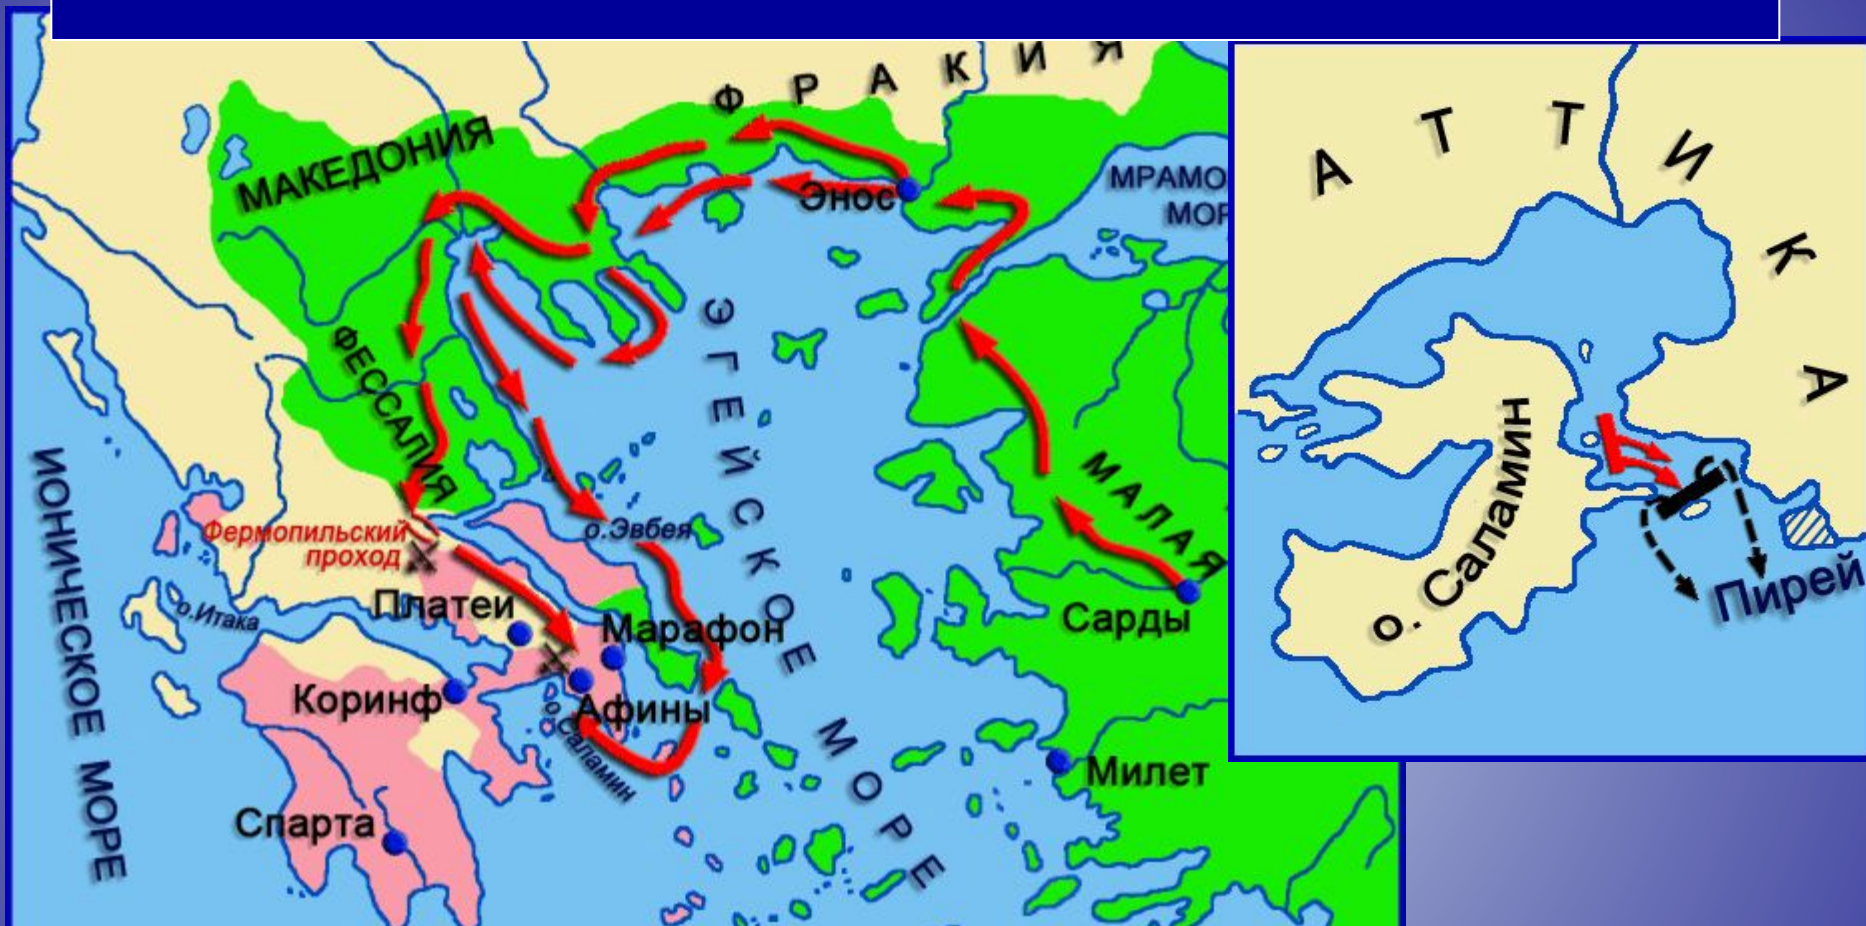 ФРАКИЯ
МАКЕДОНИЯ
Энос
МРАМО
МОР
ЭГЕЙСКОЕ МОРЕ
ФЕССАЛИЯ
ИОНИЧЕСКОЕ МОРЕ
МАЛАЯ
Фермопильский
проход
о.Эвбея
о.Итака
Платеи
Марафон
Сарды
Коринф
Афины
о.Саламин
Милет
Спарта
АТТИКА
о. Саламин
Пирей